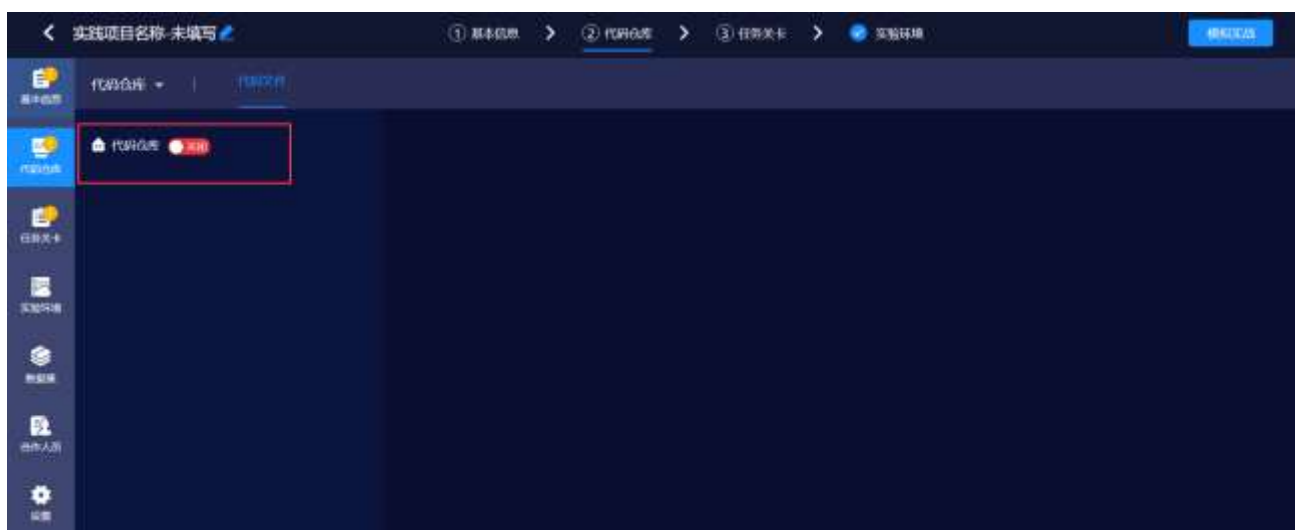 实践项目名称-未填写
① 基本信息
② 代码仓库
③ 任务关卡
实验环境
模拟实战
基本信息
代码仓库
代码文件
代码仓库
代码仓库 关闭
任务关卡
实验环境
数据集
合作人员
设置